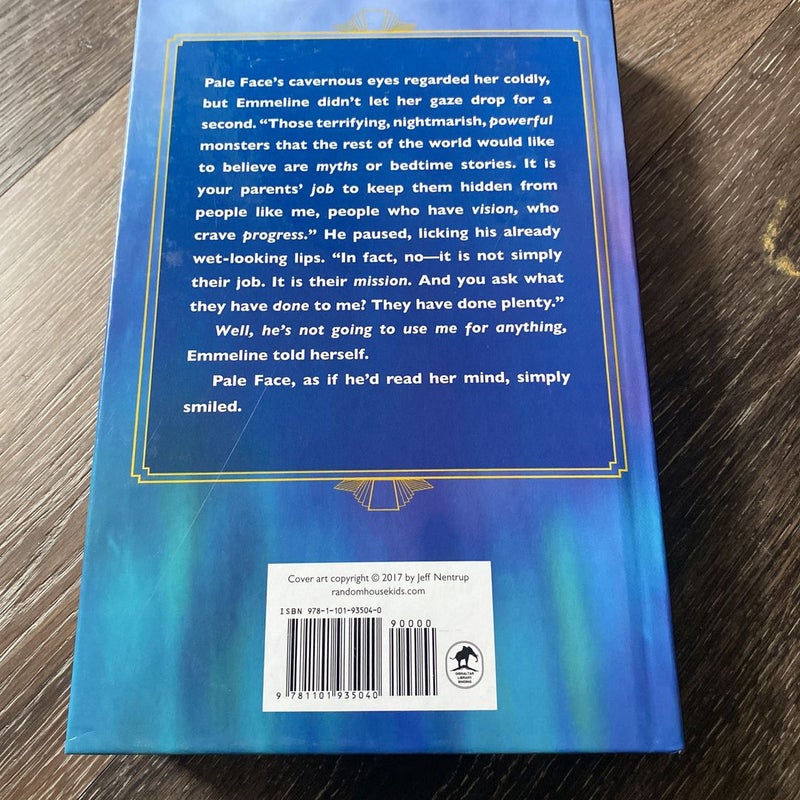 Pale Face's cavernous eyes regarded her coldly,
but Emmeline didn't let her gaze drop for a
second. “Those terrifying, nightmarish, powerful
monsters that the rest of the world would like
to believe are myths or bedtime stories. It is
your parents' job to keep them hidden from
people like me, people who have vision, who
crave progress.” He paused, licking his already
wet-looking lips. “In fact, no—it is not simply
their job. It is their mission. And you ask what
they have done to me? They have done plenty.”
Well, he's not going to use me for anything,
Emmeline told herself.
Pale Face, as if he'd read her mind, simply
smiled.
Cover art copyright © 2017 by Jeff Nentrup
randomhousekids.com
ISBN 978-1-101-93504-0
90000
9 781101 935040
GIBRALTAR
LIBRARY
BINDING